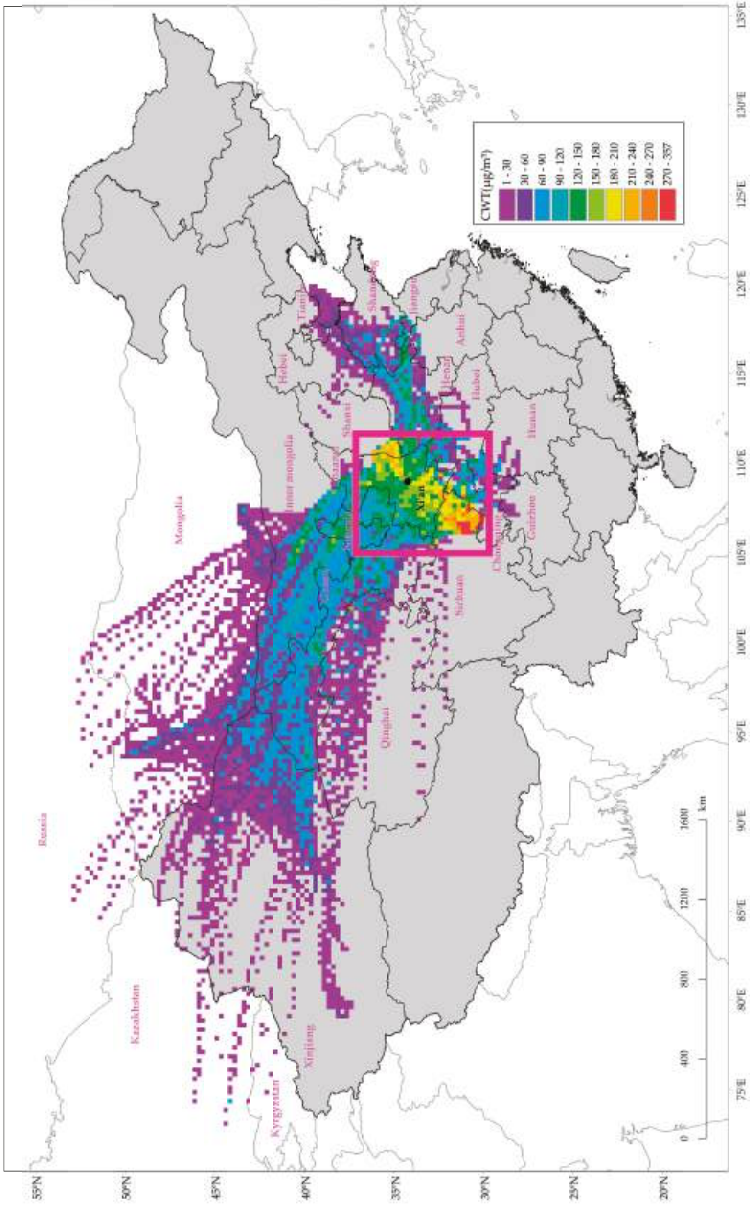 55°N
50°N
45°N
40°N
35°N
30°N
25°N
20°N
75°E
80°E
85°E
90°E
95°E
100°E
105°E
110°E
115°E
120°E
125°E
130°E
135°E
Russia
Kazakhstan
Kyrgyzstan
Mongolia
Xinjiang
Inner mongolia
Qinghai
Gansu
Shanxi
Hebei
Tianjin
Shandong
Jiangsu
Henan
Anhui
Hubei
Xi'an
Sichuan
Chongqing
Guizhou
Hunan
0
400
800
1200
1600
km
CWT(μg/m³)
1 - 30
30 - 60
60 - 90
90 - 120
120 - 150
150 - 180
180 - 210
210 - 240
240 - 270
270 - 357